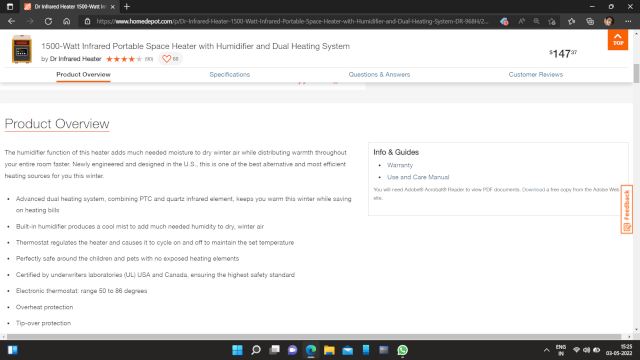 Dr Infrared Heater 1500-Watt Inf
https://www.homedepot.com/p/Dr-Infrared-Heater-1500-Watt-Infrared-Portable-Space-Heater-with-Humidifier-and-Dual-Heating-System-DR-968H/2...
1500-Watt Infrared Portable Space Heater with Humidifier and Dual Heating System
by Dr Infrared Heater
68
$147.37
TOP
Product Overview
Specifications
Questions & Answers
Customer Reviews
Product Overview
The humidifier function of this heater adds much needed moisture to dry winter air while distributing warmth throughout
your entire room faster. Newly engineered and designed in the U.S., this is one of the best alternative and most efficient
heating sources for you this winter.
Advanced dual heating system, combining PTC and quartz infrared element, keeps you warm this winter while saving
on heating bills
Built-in humidifier produces a cool mist to add much needed humidity to dry, winter air
Thermostat regulates the heater and causes it to cycle on and off to maintain the set temperature
Perfectly safe around the children and pets with no exposed heating elements
Certified by underwriters laboratories (UL) USA and Canada, ensuring the highest safety standard
Electronic thermostat: range 50 to 86 degrees
Overheat protection
Tip-over protection
Info & Guides
Warranty
Use and Care Manual
You will need Adobe® Acrobat® Reader to view PDF documents. Download a free copy from the Adobe Web
site.
Feedback
ENG
IN
15:25
03-05-2022